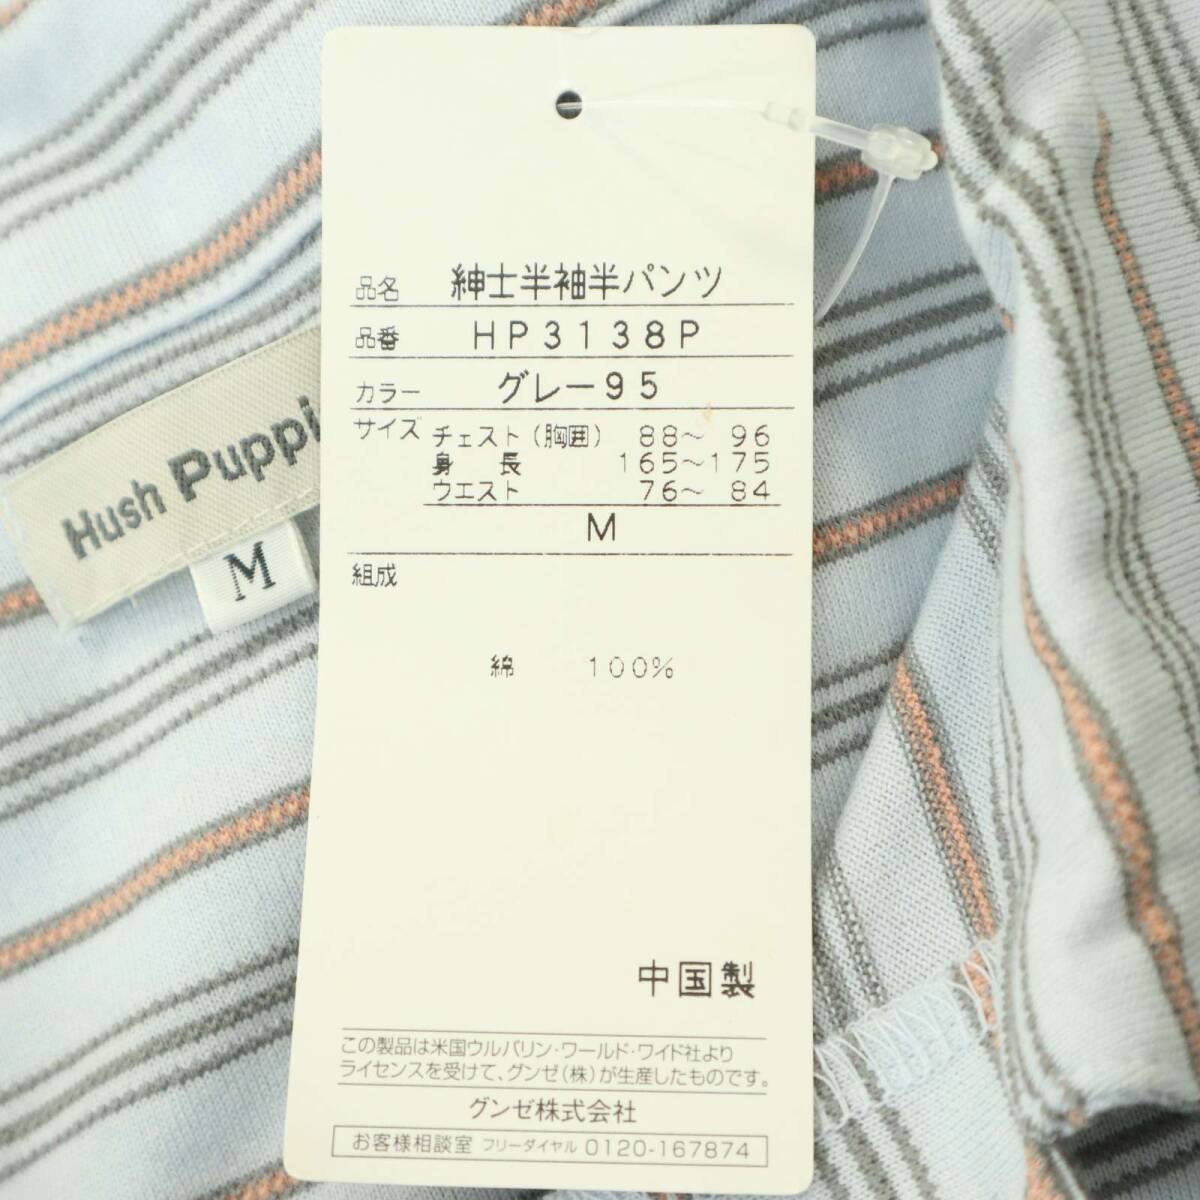 品名 紳士半袖半パンツ
品番 HP3138P
カラー グレー95
サイズ チェスト(胸囲) 88～ 96
身 長 165～175
ウエスト 76～ 84
M
組成
綿 100%
中国製
この製品は米国ウルバリン・ワールド・ワイド社より
ライセンスを受けて、グンゼ(株)が生産したものです。
グンゼ株式会社
お客様相談室 フリーダイヤル 0120-167874
Hush Puppi
M